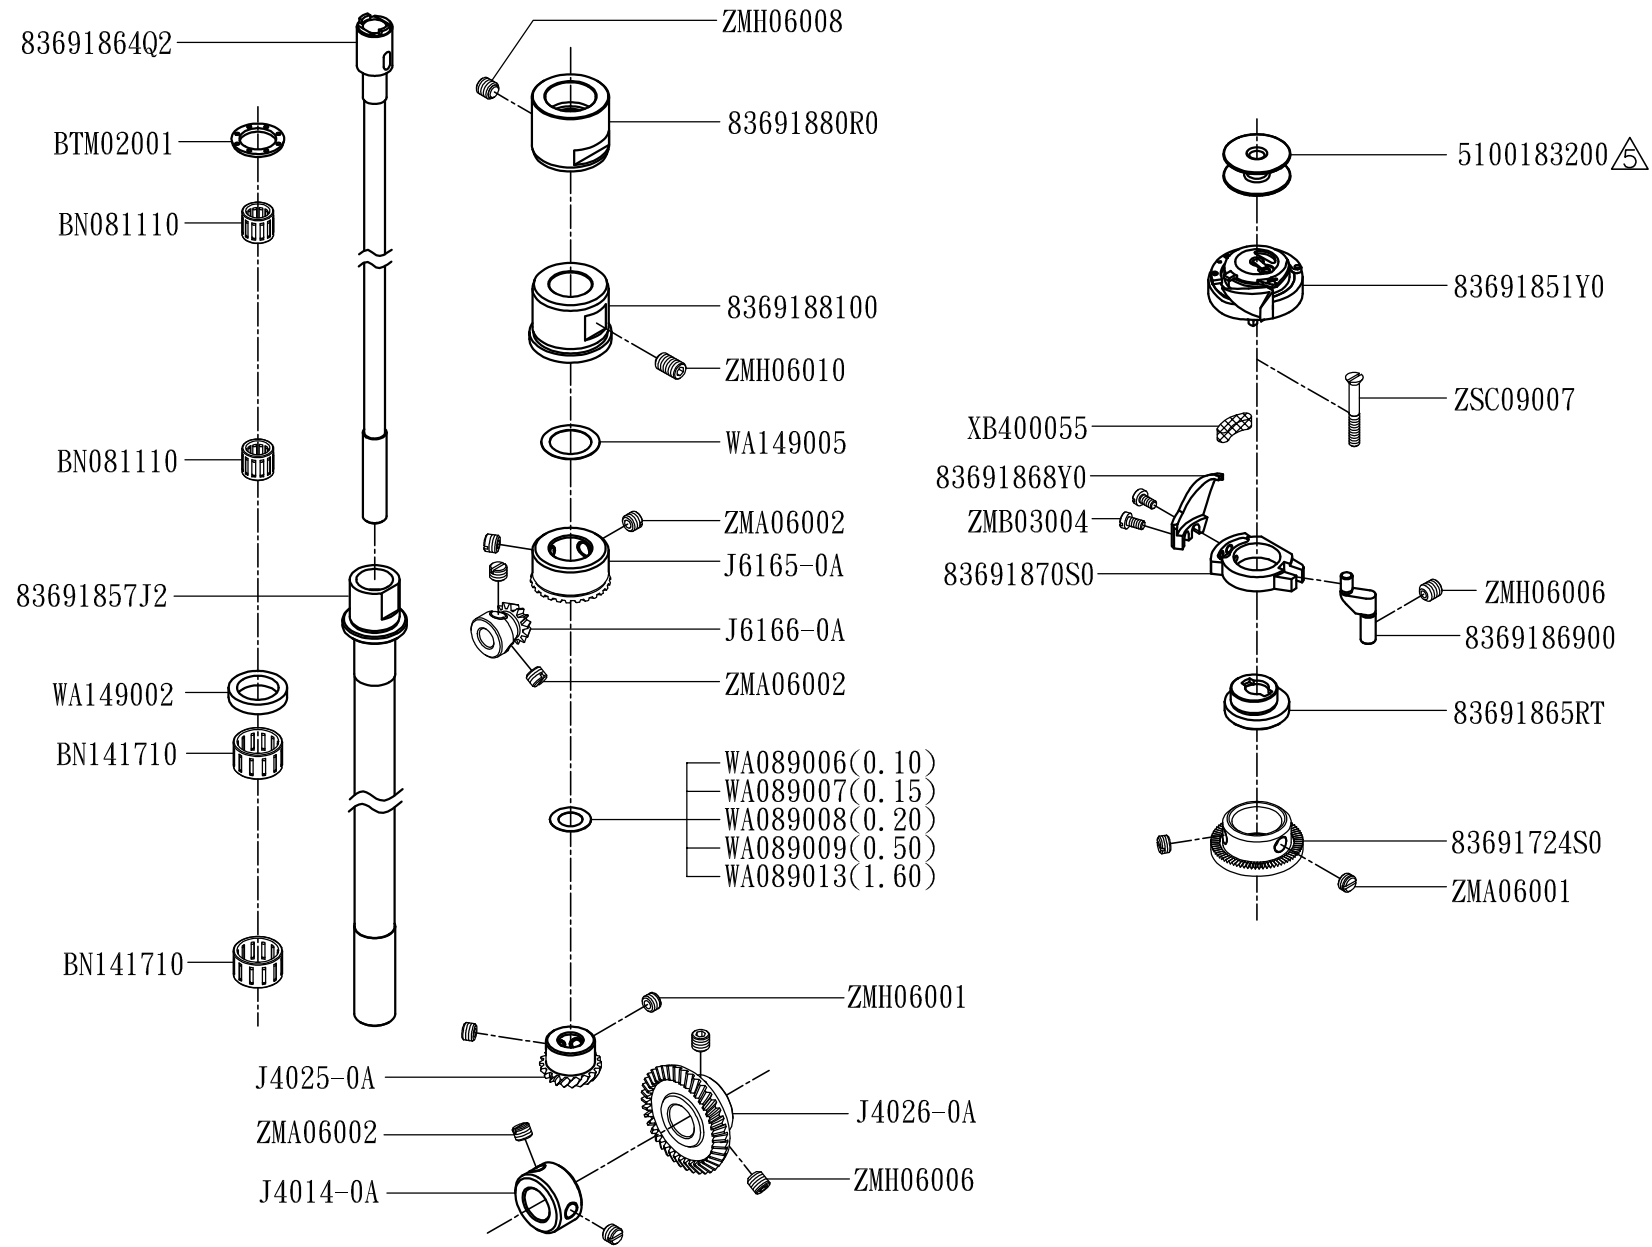 83691864Q2
BTM02001
BN081110
BN081110
83691857J2
WA149002
BN141710
BN141710
ZMH06008
83691880R0
8369188100
ZMH06010
WA149005
ZMA06002
J6165-0A
J6166-0A
ZMA06002
WA089006(0.10)
WA089007(0.15)
WA089008(0.20)
WA089009(0.50)
WA089013(1.60)
ZMH06001
J4025-0A
ZMA06002
J4014-0A
J4026-0A
ZMH06006
5100183200 5
83691851Y0
ZSC09007
XB400055
83691868Y0
ZMB03004
83691870S0
ZMH06006
8369186900
83691865RT
83691724S0
ZMA06001